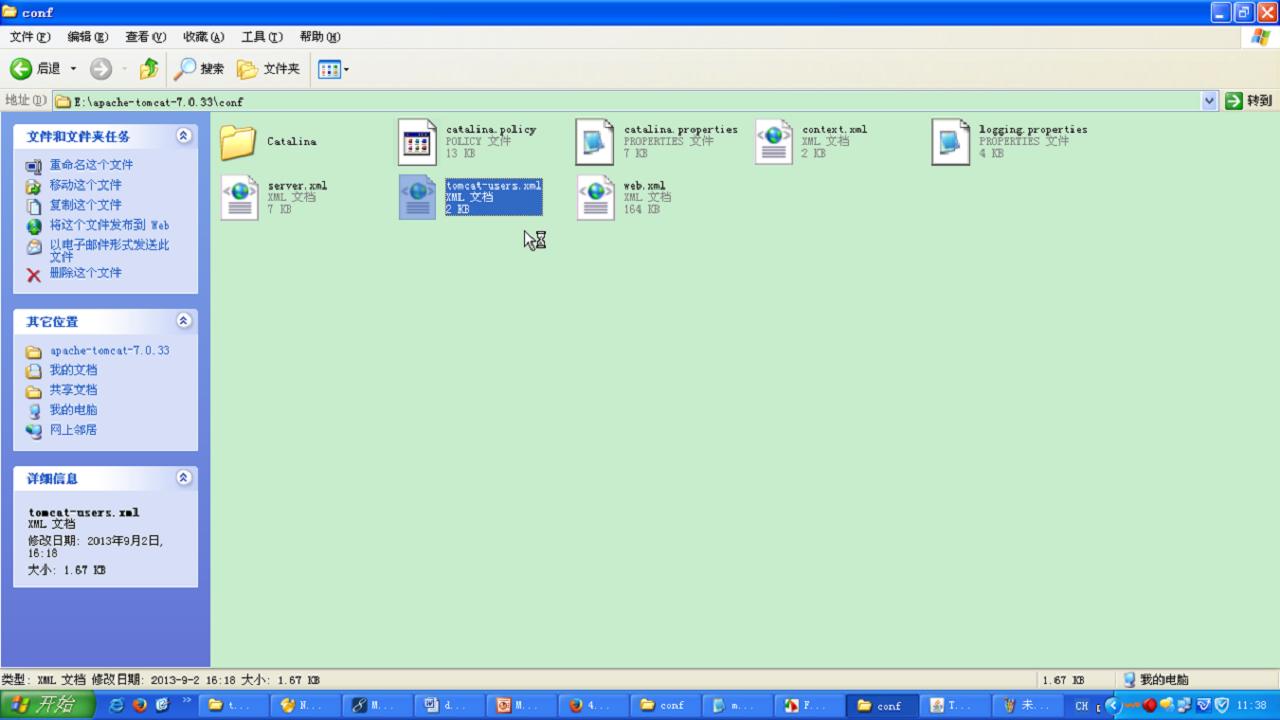 conf
文件(F) 编辑(E) 查看(V) 收藏(A) 工具(T) 帮助(H)
后退 搜索 文件夹
地址(D) E:\apache-tomcat-7.0.33\conf 转到
文件和文件夹任务
重命名这个文件
移动这个文件
复制这个文件
将这个文件发布到 Web
以电子邮件形式发送此
文件
删除这个文件
其它位置
apache-tomcat-7.0.33
我的文档
共享文档
我的电脑
网上邻居
详细信息
tomcat-users.xml
XML 文档
修改日期: 2013年9月2日,
16:18
大小: 1.67 KB
Catalina
catalina.policy
POLICY 文件
13 KB
catalina.properties
PROPERTIES 文件
7 KB
context.xml
XML 文档
2 KB
logging.properties
PROPERTIES 文件
4 KB
server.xml
XML 文档
7 KB
tomcat-users.xml
XML 文档
2 KB
web.xml
XML 文档
164 KB
类型: XML 文档 修改日期: 2013-9-2 16:18 大小: 1.67 KB 1.67 KB 我的电脑
开始 t... N... M... d... M... 4... conf m... F... conf T... 未... CH 11:38